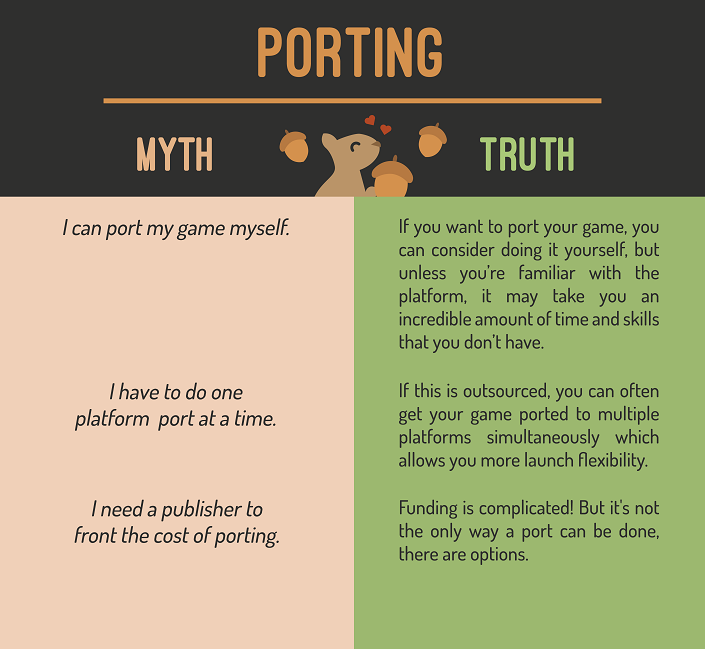 PORTING
MYTH
TRUTH
I can port my game myself.
If you want to port your game, you
can consider doing it yourself, but
unless you're familiar with the
platform, it may take you an
incredible amount of time and skills
that you don't have.
I have to do one
platform port at a time.
If this is outsourced, you can often
get your game ported to multiple
platforms simultaneously which
allows you more launch flexibility.
I need a publisher to
front the cost of porting.
Funding is complicated! But it's not
the only way a port can be done,
there are options.